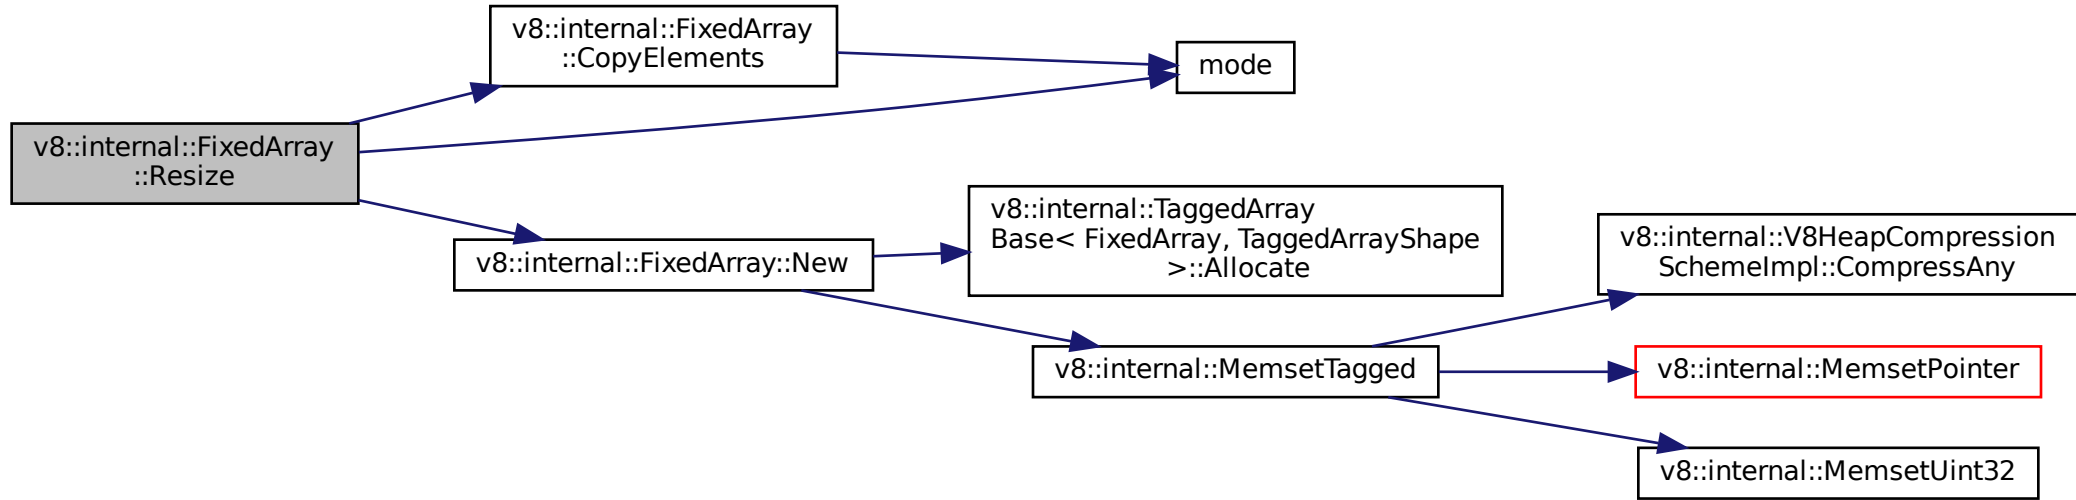 v8::internal::FixedArray
::Resize
v8::internal::FixedArray
::CopyElements
mode
v8::internal::FixedArray::New
v8::internal::TaggedArray
Base< FixedArray, TaggedArrayShape
>::Allocate
v8::internal::MemsetTagged
v8::internal::V8HeapCompression
SchemeImpl::CompressAny
v8::internal::MemsetPointer
v8::internal::MemsetUint32